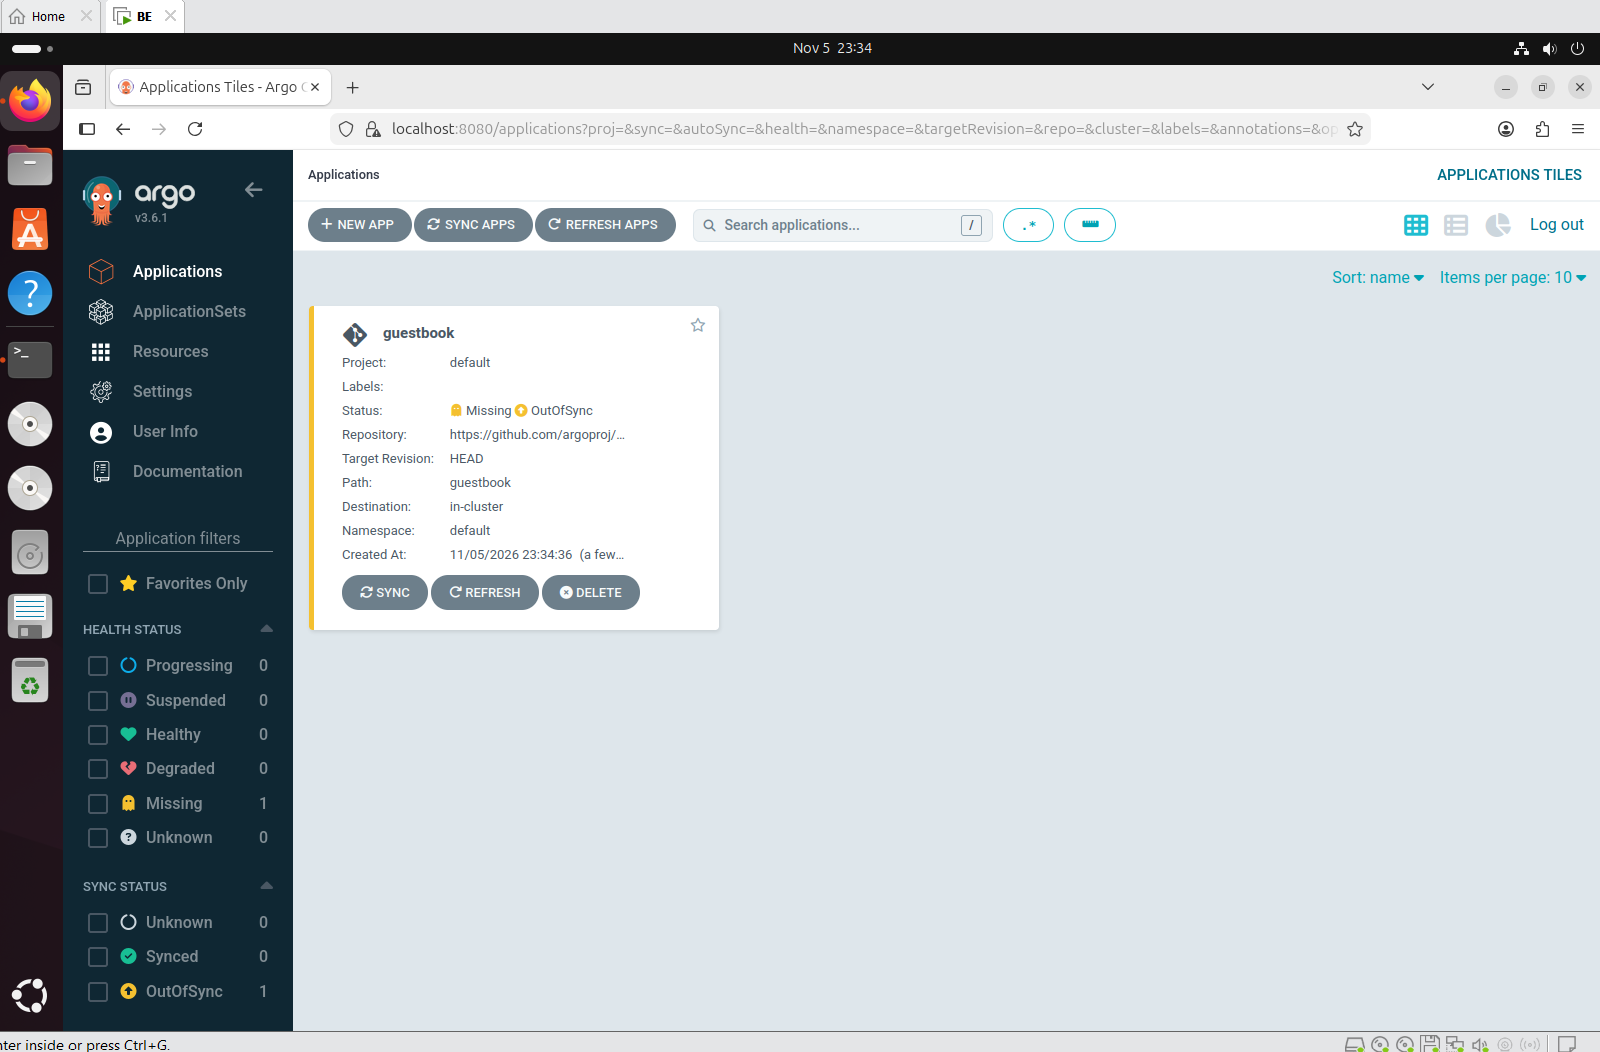 Home
BE
Nov 5 23:34
Applications Tiles - Argo C
localhost:8080/applications?proj=&sync=&autoSync=&health=&namespace=&targetRevision=&repo=&cluster=&labels=&annotations=&op
argo
v3.6.1
Applications
ApplicationSets
Resources
Settings
User Info
Documentation
Application filters
Favorites Only
HEALTH STATUS
Progressing 0
Suspended 0
Healthy 0
Degraded 0
Missing 1
Unknown 0
SYNC STATUS
Unknown 0
Synced 0
OutOfSync 1
Applications
APPLICATIONS TILES
+ NEW APP
SYNC APPS
REFRESH APPS
Search applications...
/
.*
Log out
Sort: name
Items per page: 10
guestbook
Project: default
Labels:
Status: Missing OutOfSync
Repository: https://github.com/argoproj/…
Target Revision: HEAD
Path: guestbook
Destination: in-cluster
Namespace: default
Created At: 11/05/2026 23:34:36 (a few…
SYNC
REFRESH
DELETE
nter inside or press Ctrl+G.